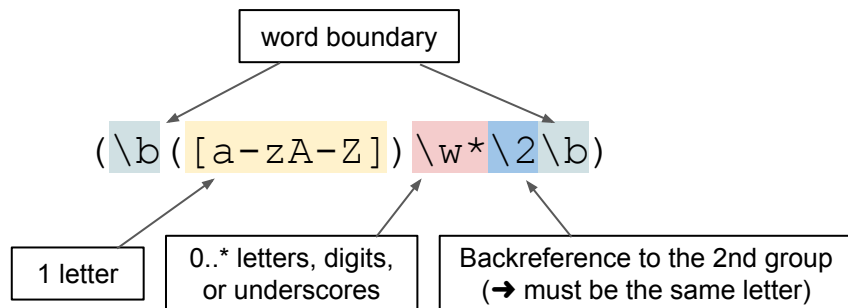 word boundary
(\b([a-zA-Z])\w*\2\b)
1 letter
0..* letters, digits,
or underscores
Backreference to the 2nd group
(➜ must be the same letter)